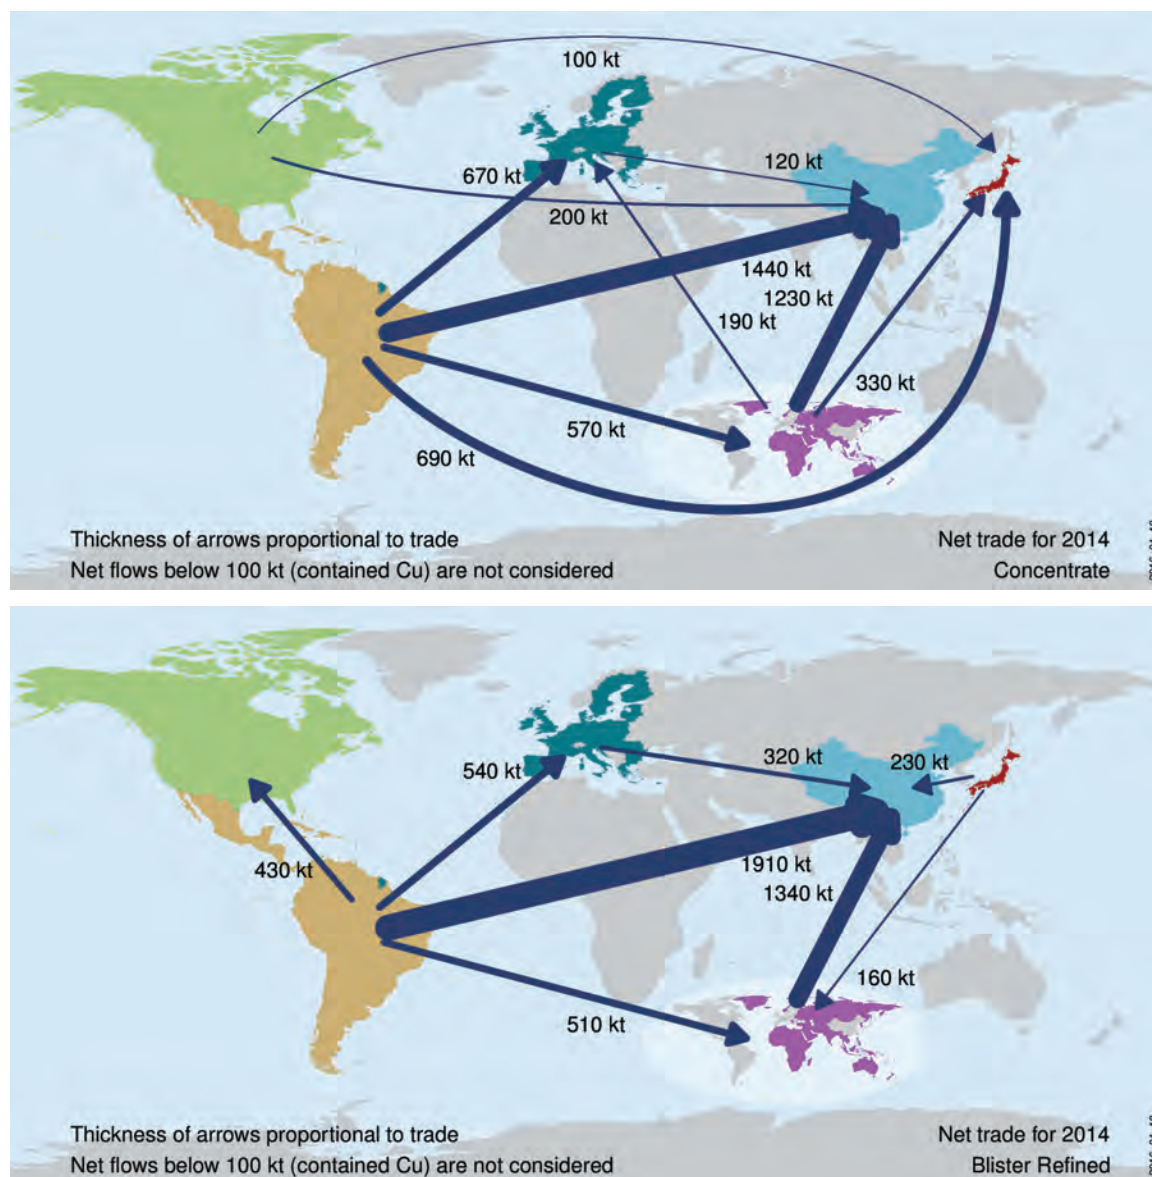 100 kt
120 kt
670 kt
200 kt
1440 kt
1230 kt
190 kt
330 kt
570 kt
690 kt
Thickness of arrows proportional to trade
Net trade for 2014
Net flows below 100 kt (contained Cu) are not considered
Concentrate
540 kt
320 kt
230 kt
430 kt
1910 kt
1340 kt
160 kt
510 kt
Thickness of arrows proportional to trade
Net trade for 2014
Net flows below 100 kt (contained Cu) are not considered
Blister Refined